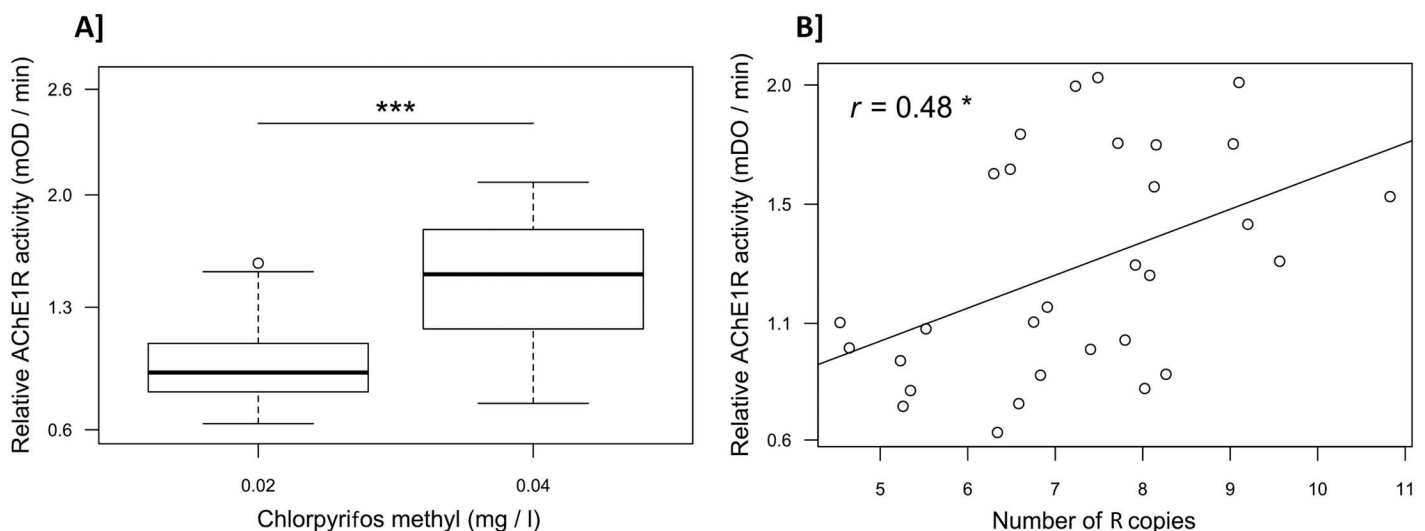 A]
Relative AChE1R activity (mOD / min)
2.6
2.0
1.3
0.6
***
0.02
0.04
Chlorpyrifos methyl (mg / l)
B]
Relative AChE1R activity (mDO / min)
2.0
1.5
1.1
0.6
r = 0.48 *
5 6 7 8 9 10 11
Number of R copies